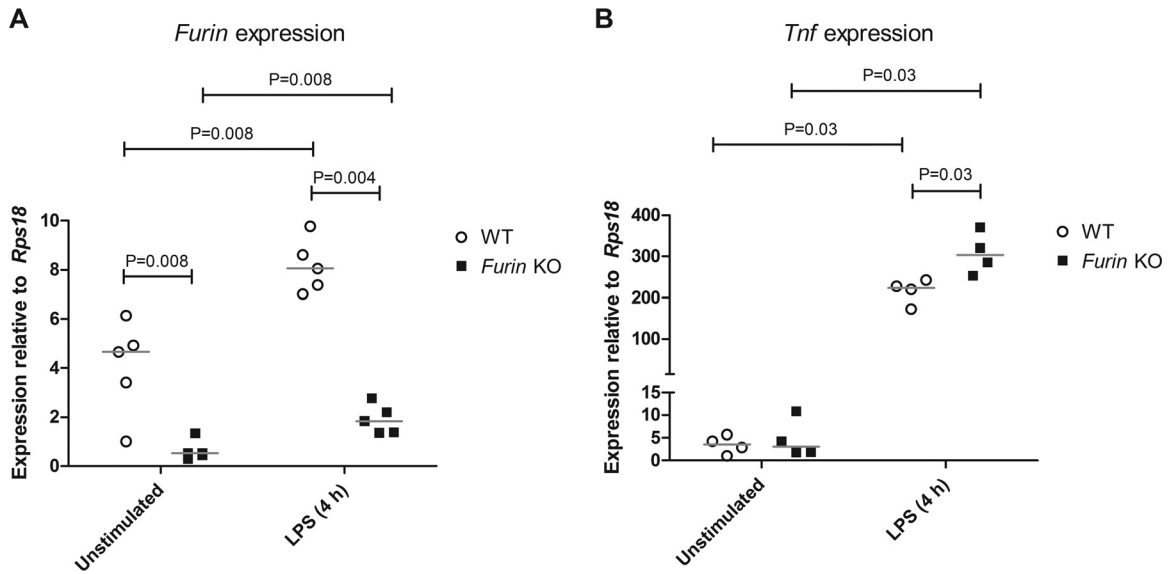 A
Furin expression
P=0.008
P=0.008
P=0.004
P=0.008
Expression relative to Rps18
10
8
6
4
2
0
WT
Furin KO
Unstimulated
LPS (4 h)
B
Tnf expression
P=0.03
P=0.03
P=0.03
Expression relative to Rps18
400
300
200
100
15
10
5
0
WT
Furin KO
Unstimulated
LPS (4 h)